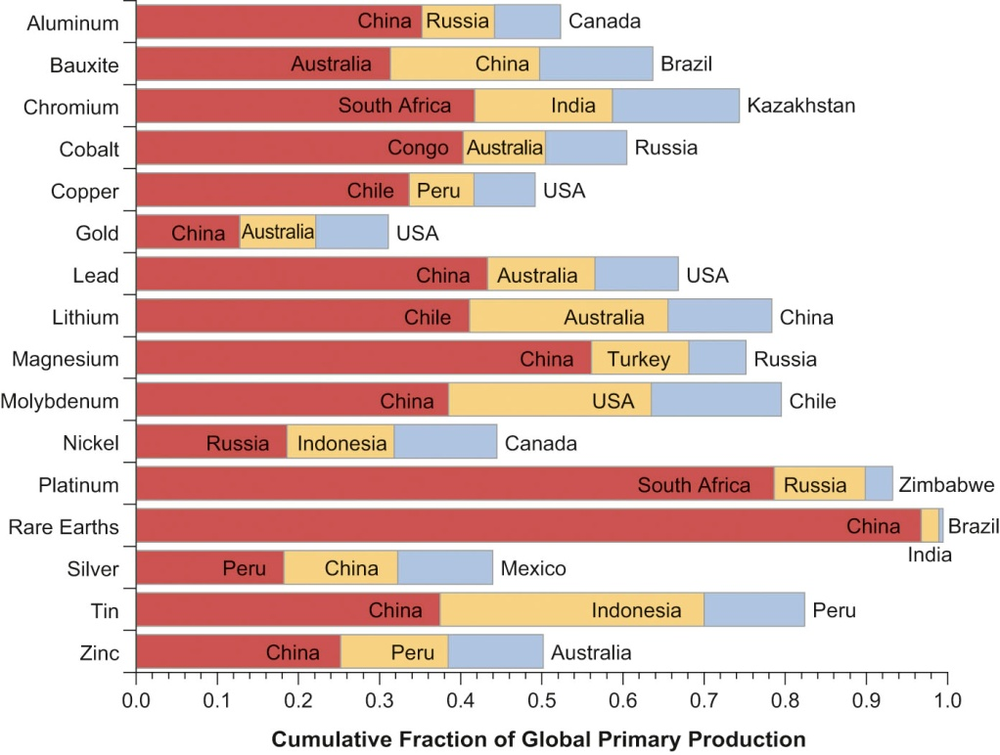 Aluminum China Russia Canada
Bauxite Australia China Brazil
Chromium South Africa India Kazakhstan
Cobalt Congo Australia Russia
Copper Chile Peru USA
Gold China Australia USA
Lead China Australia USA
Lithium Chile Australia China
Magnesium China Turkey Russia
Molybdenum China USA Chile
Nickel Russia Indonesia Canada
Platinum South Africa Russia Zimbabwe
Rare Earths China Brazil
India
Silver Peru China Mexico
Tin China Indonesia Peru
Zinc China Peru Australia
0.0 0.1 0.2 0.3 0.4 0.5 0.6 0.7 0.8 0.9 1.0
Cumulative Fraction of Global Primary Production